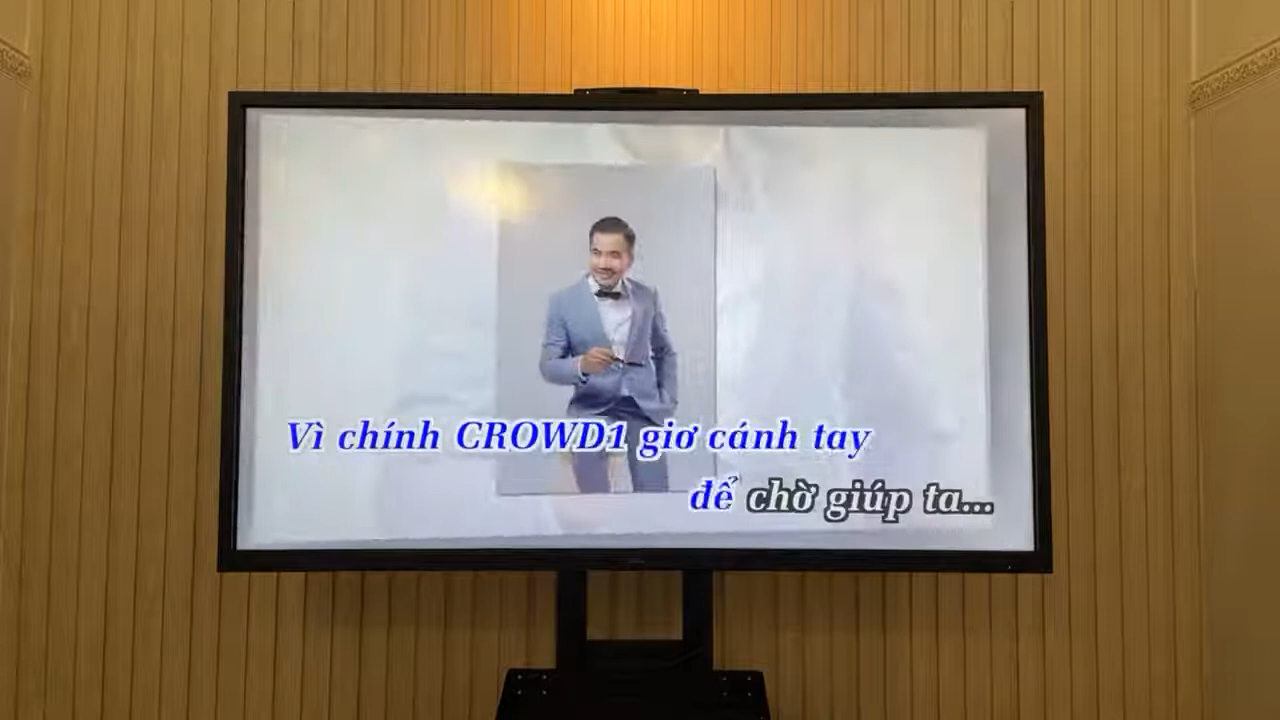 Vì chính CROWD1 giơ cánh tay
để chờ giúp ta...